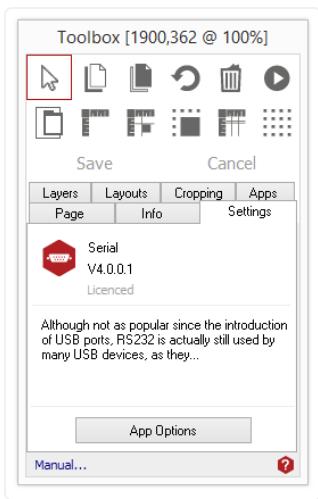 Toolbox [1900,362 @ 100%]
Save Cancel
Layers Layouts Cropping Apps
Page Info Settings
Serial
V4.0.0.1
Licenced
Although not as popular since the introduction
of USB ports, RS232 is actually still used by
many USB devices, as they...
App Options
Manual... ?